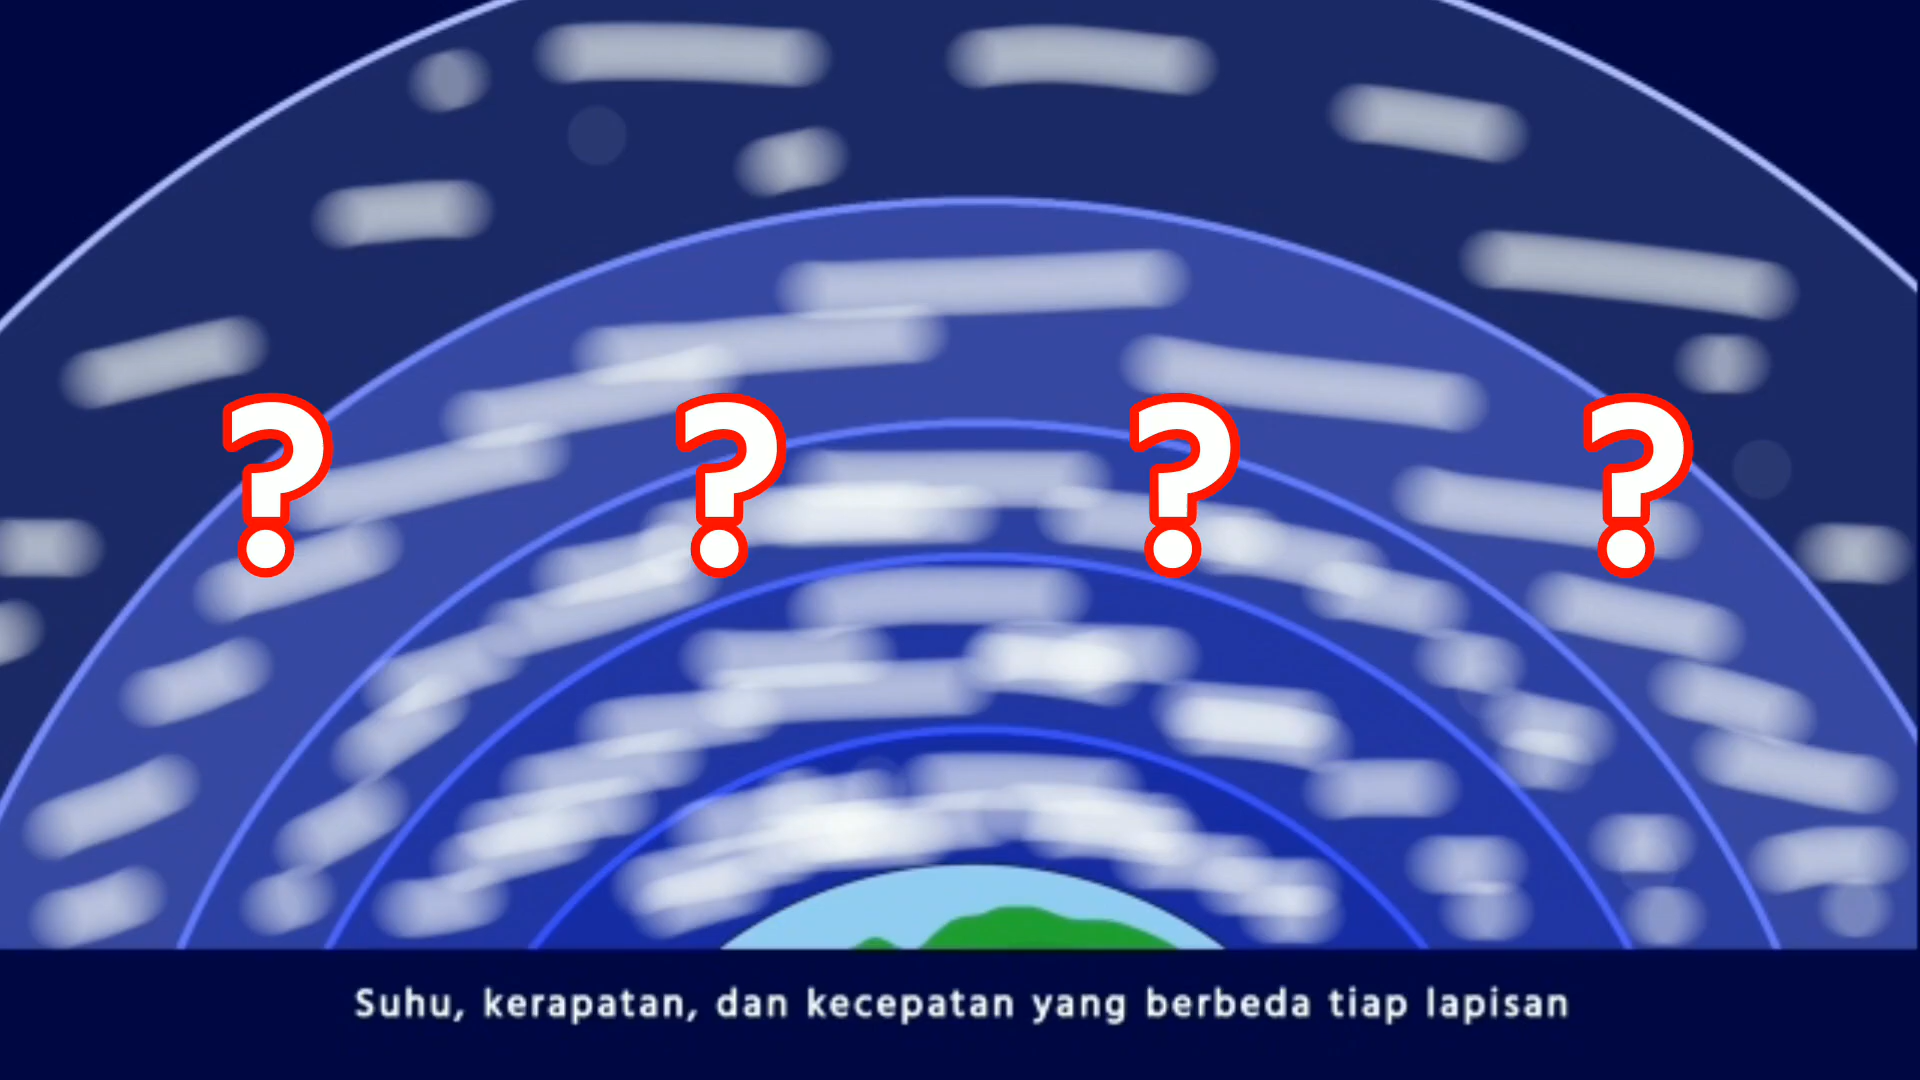 ? ? ? ?
Suhu, kerapatan, dan kecepatan yang berbeda tiap lapisan